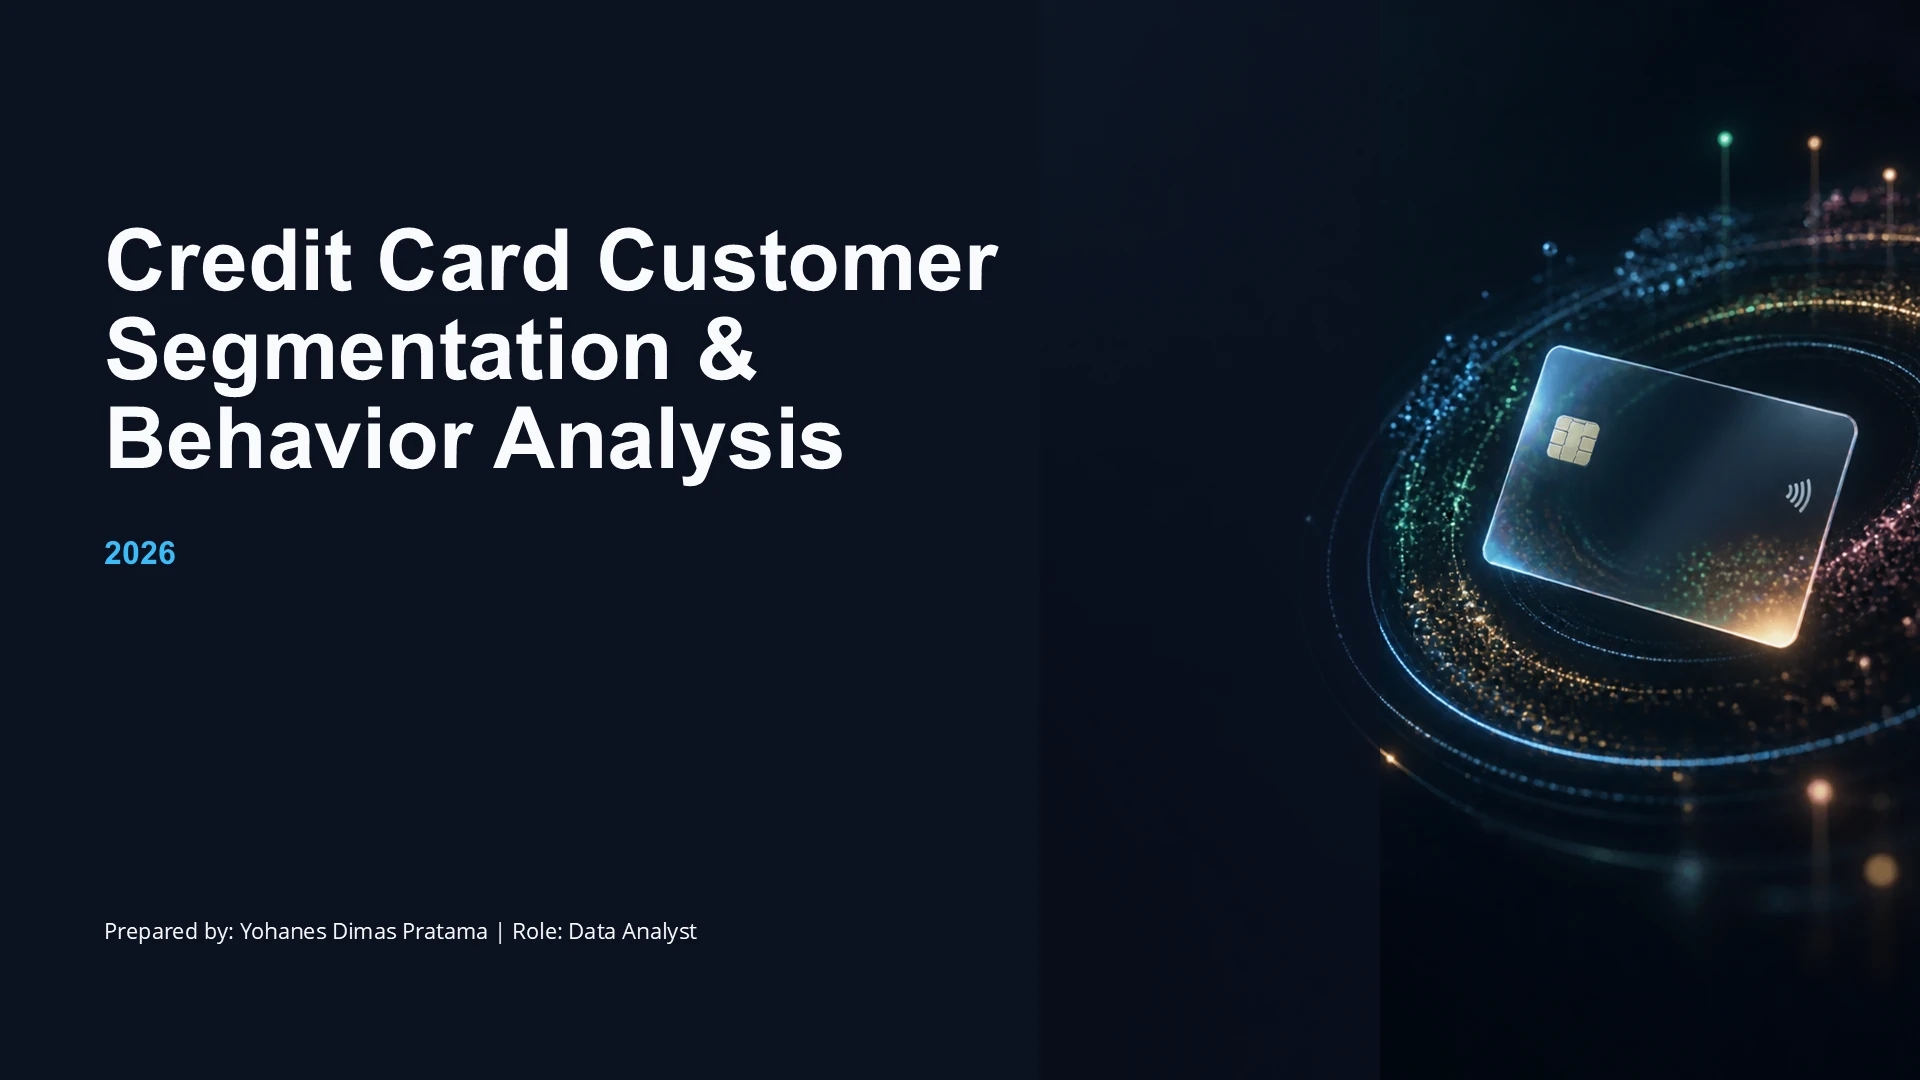 Credit Card Customer
Segmentation &
Behavior Analysis
2026
Prepared by: Yohanes Dimas Pratama | Role: Data Analyst